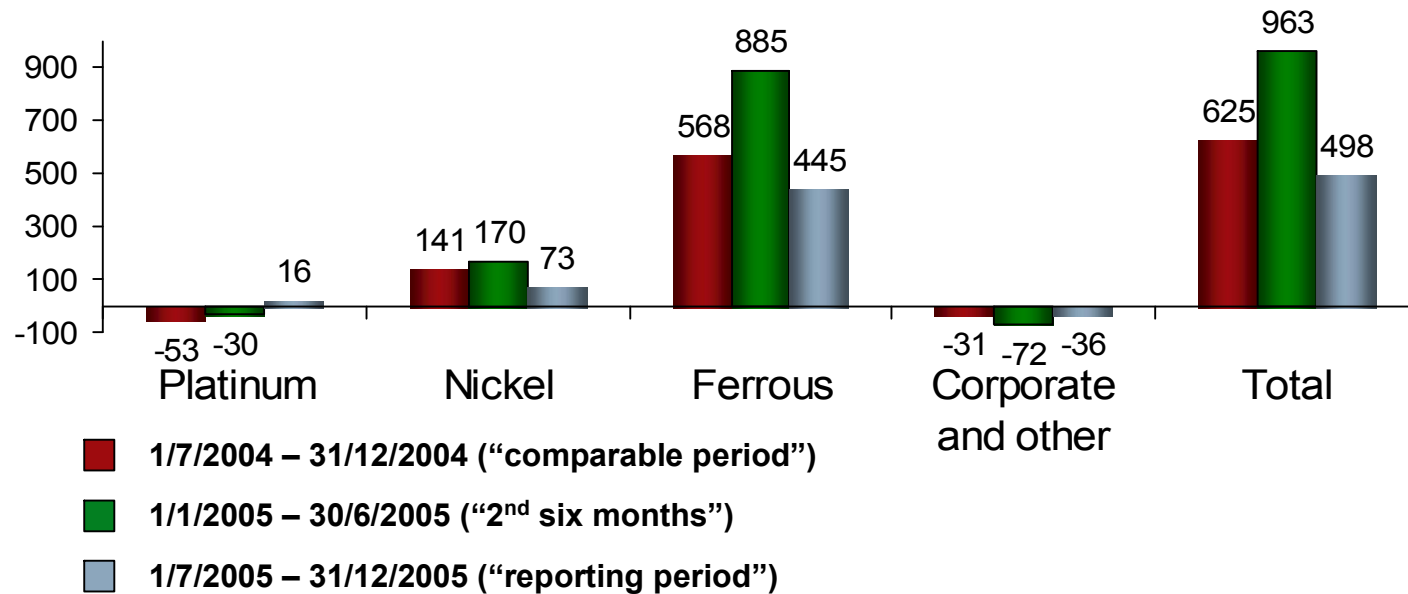 963
885
900
700
568
625
445
498
500
300
141
170
73
100
16
-100
-53
-30
-31
-72
-36
Platinum
Nickel
Ferrous
Corporate
and other
Total
1/7/2004 – 31/12/2004 (“comparable period”)
1/1/2005 – 30/6/2005 (“2nd six months”)
1/7/2005 – 31/12/2005 (“reporting period”)